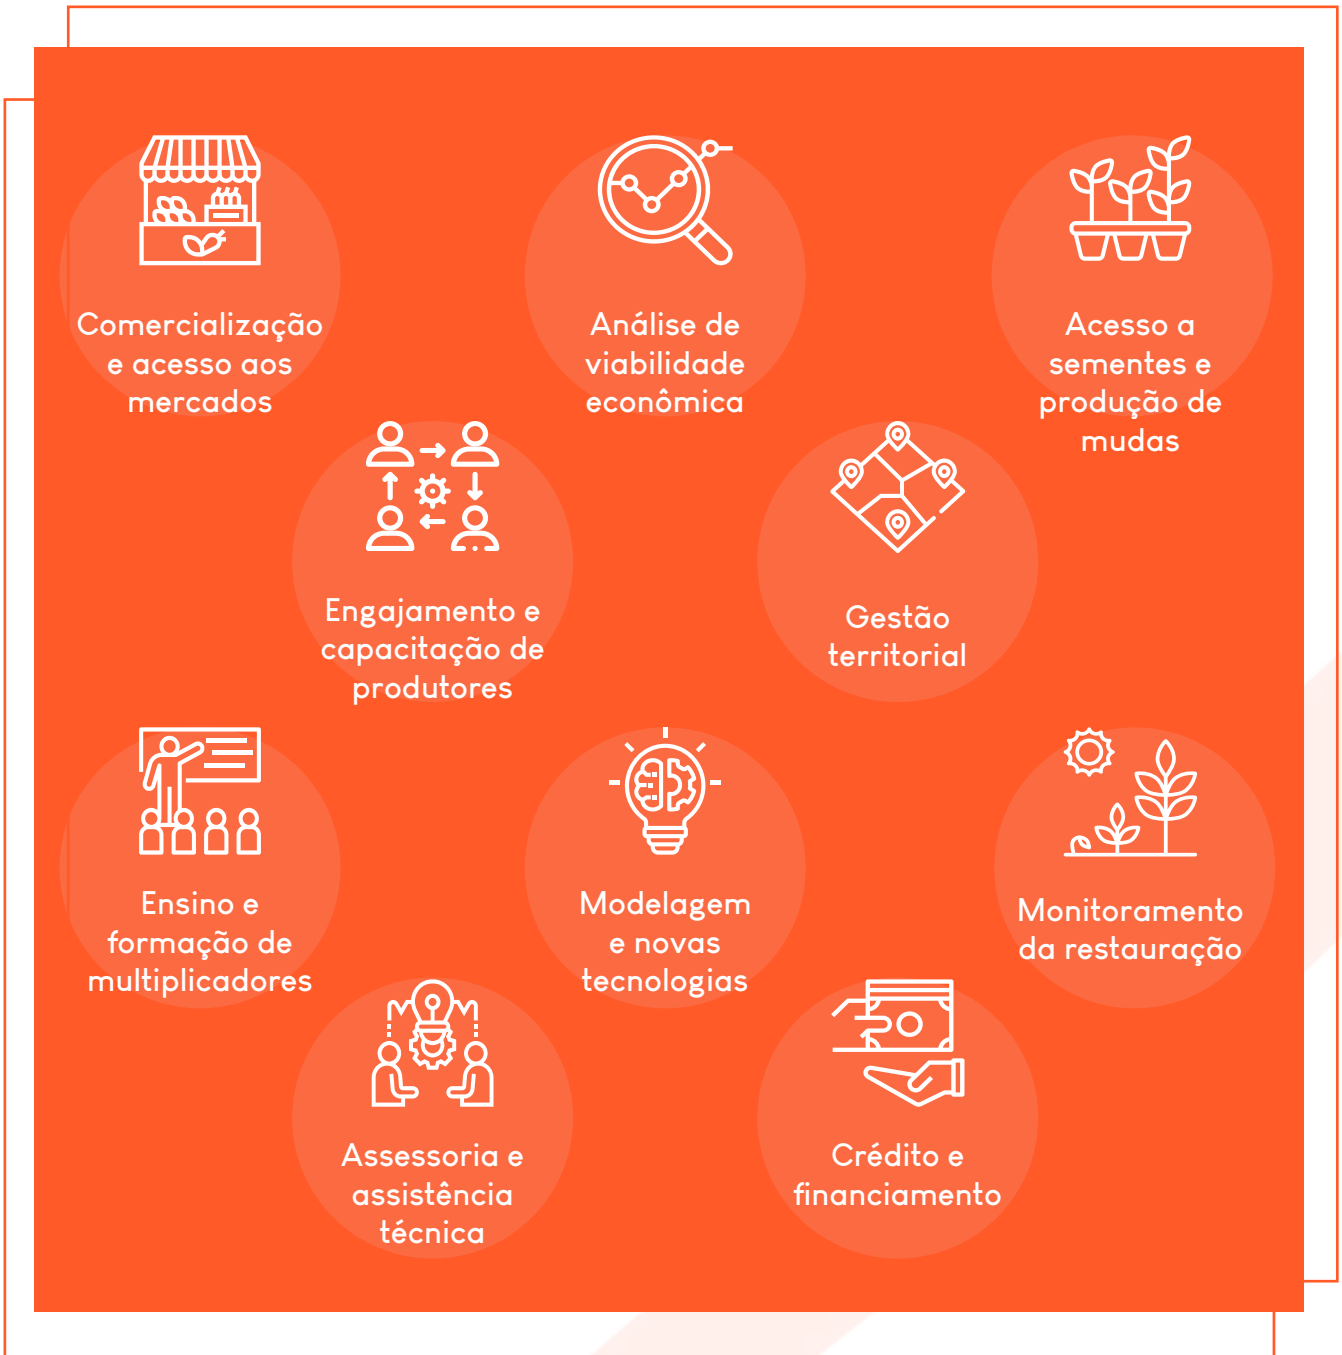 Comercialização
e acesso aos
mercados
Análise de
viabilidade
econômica
Acesso a
sementes e
produção de
mudas
Engajamento e
capacitação de
produtores
Gestão
territorial
Ensino e
formação de
multiplicadores
Modelagem
e novas
tecnologias
Monitoramento
da restauração
Assessoria e
assistência
técnica
Crédito e
financiamento